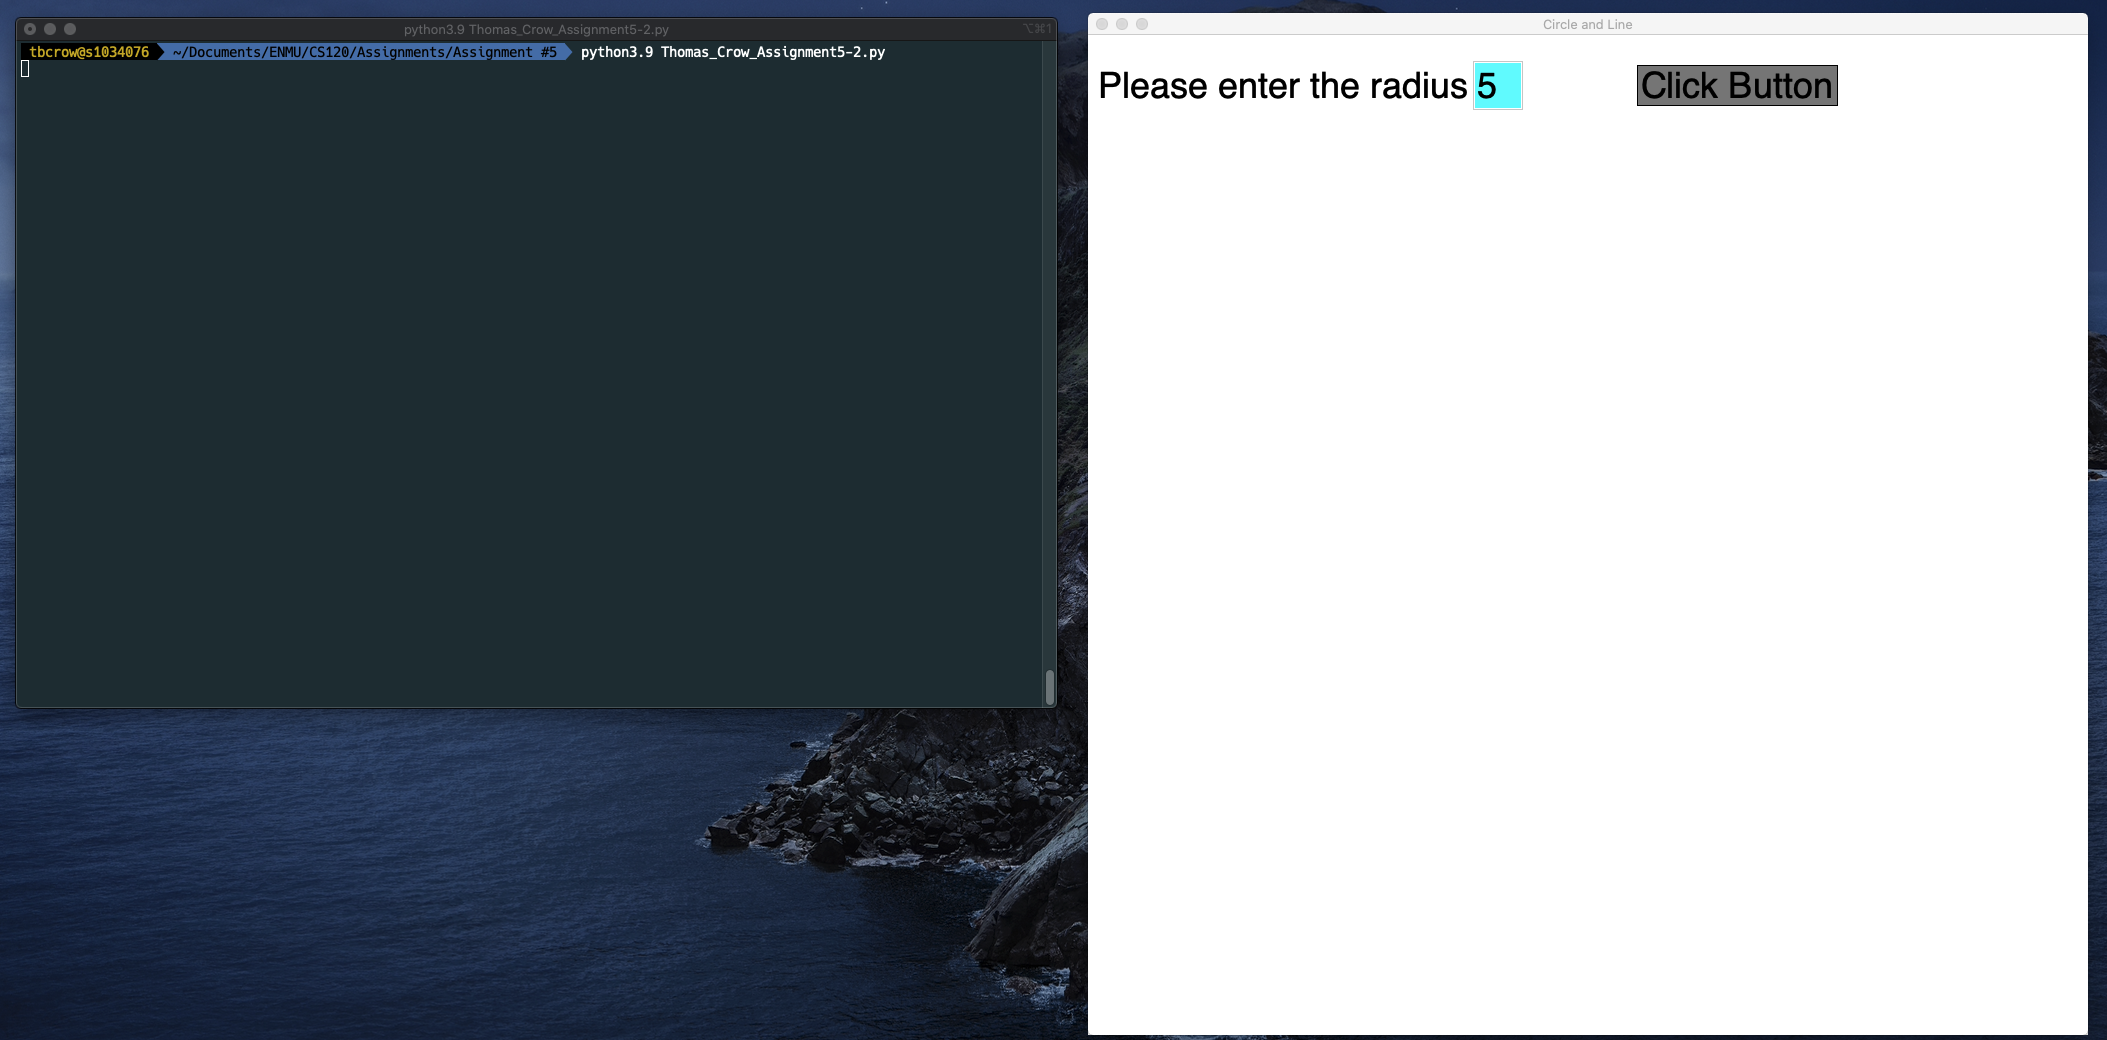 python3.9 Thomas_Crow_Assignment5-2.py
⌥⌘1
tbcrow@s1034076 ~/Documents/ENMU/CS120/Assignments/Assignment #5 python3.9 Thomas_Crow_Assignment5-2.py
Circle and Line
Please enter the radius 5 Click Button